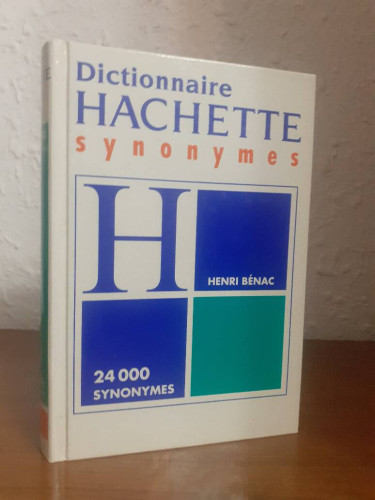 Dictionnaire
HACHETTE
synonymes
H
HENRI BÉNAC
24 000
SYNONYMES